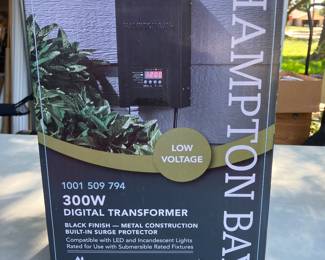 HAMPTON BAY
LOW
VOLTAGE
1001 509 794
300W
DIGITAL TRANSFORMER
BLACK FINISH — METAL CONSTRUCTION
BUILT-IN SURGE PROTECTOR
Compatible with LED and Incandescent Lights
Rated for Use with Submersible Rated Fixtures